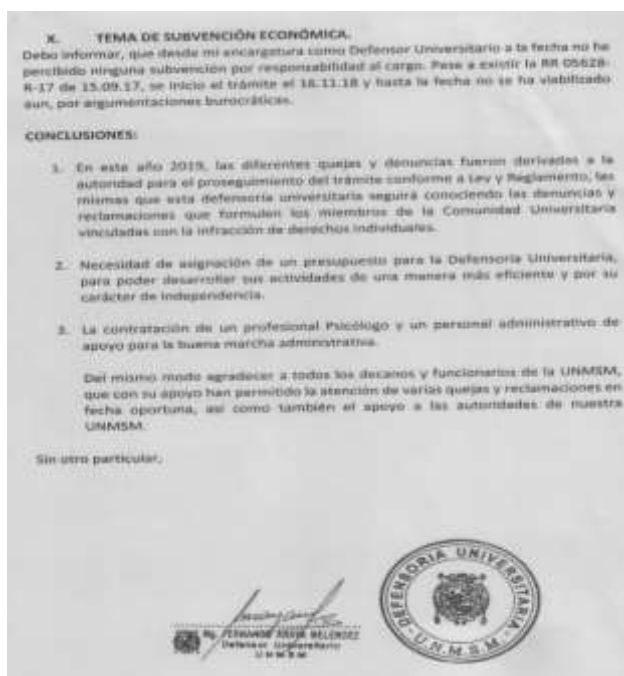 X. TEMA DE SUBVENCIÓN ECONÓMICA.
Debo informar, que desde mi encargatura como Defensor Universitario a la fecha no he
percibido ninguna subvención por responsabilidad al cargo. Pese a existir la RR 05628-
R-17 de 15.09.17, se inicio el trámite el 16.11.18 y hasta la fecha no se ha viabilizado
aun, por argumentaciones burocráticas.
CONCLUSIONES:
1. En este año 2019, las diferentes quejas y denuncias fueron derivadas a la
autoridad para el proseguimiento del trámite conforme a Ley y Reglamento, las
mismas que esta defensoría universitaria seguirá conociendo las denuncias y
reclamaciones que formulen los miembros de la Comunidad Universitaria
vinculadas con la infracción de derechos individuales.
2. Necesidad de asignación de un presupuesto para la Defensoría Universitaria,
para poder desarrollar sus actividades de una manera más eficiente y por su
carácter de independencia.
3. La contratación de un profesional Psicólogo y un personal administrativo de
apoyo para la buena marcha administrativa.
Del mismo modo agradecer a todos los decanos y funcionarios de la UNMSM,
que con su apoyo han permitido la atención de varias quejas y reclamaciones en
fecha oportuna, así como también el apoyo a las autoridades de nuestra
UNMSM.
Sin otro particular,
Mg. FERNANDO MELENDEZ
Defensor Universitario
UNMSM
DEFENSORIA UNIVERSITARIA
U.N.M.S.M.